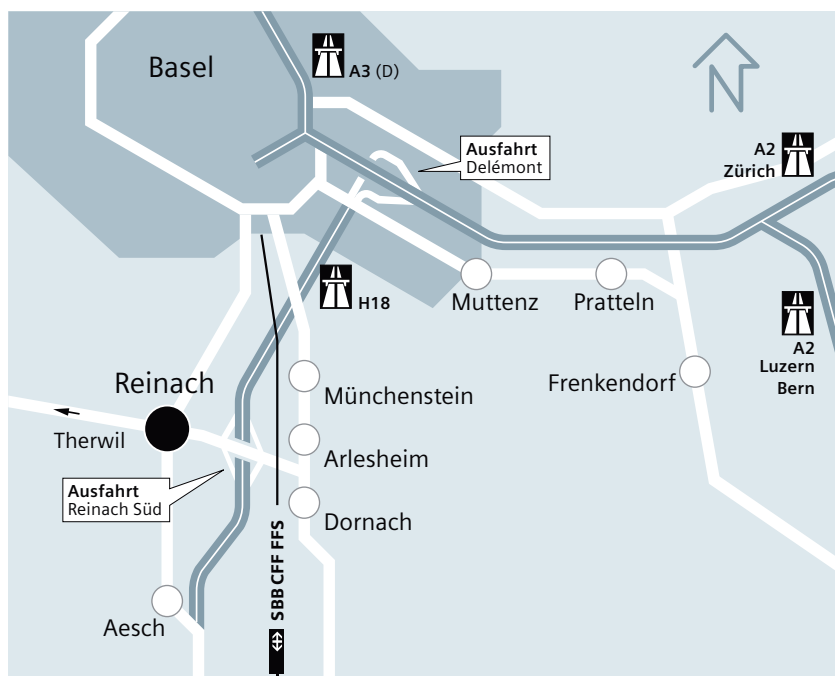 Basel
A3 (D)
N
Ausfahrt
Delémont
A2
Zürich
H18
Muttenz
Pratteln
A2
Luzern
Bern
Reinach
Münchenstein
Frenkendorf
Therwil
Arlesheim
Ausfahrt
Reinach Süd
Dornach
SBB CFF FFS
Aesch